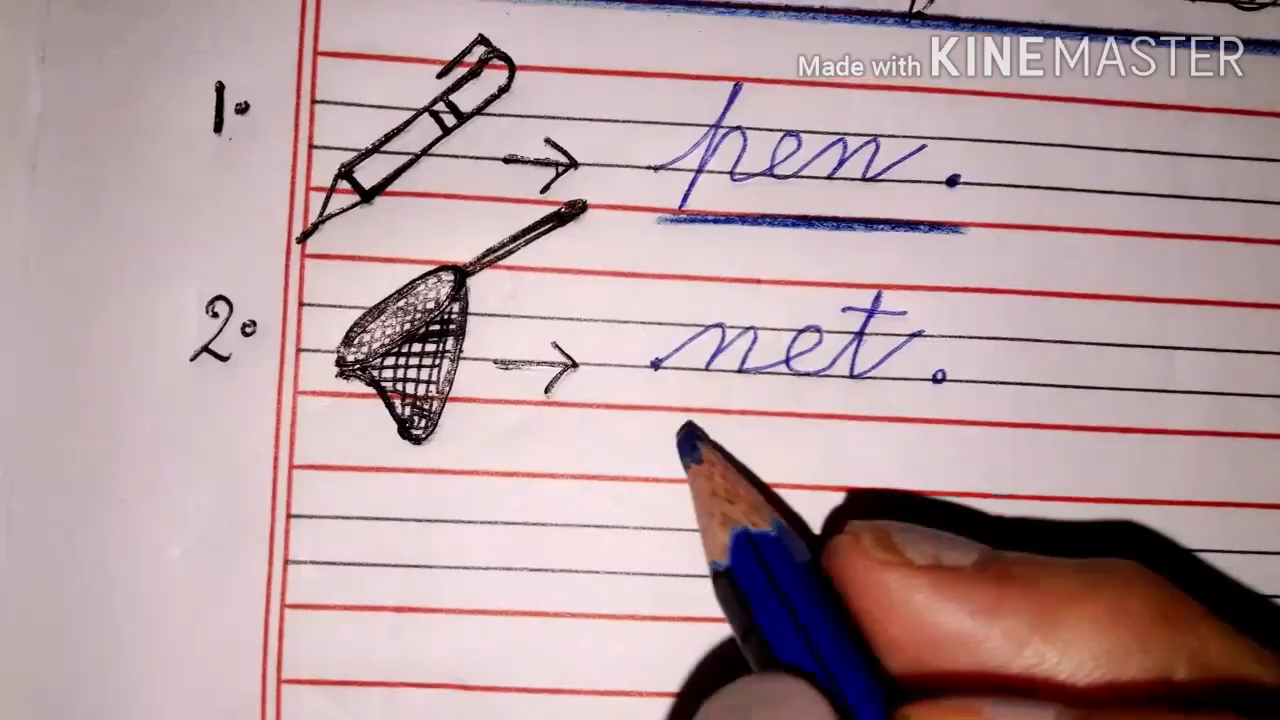 Made with KINEMASTER
1. → pen.
2. → net.